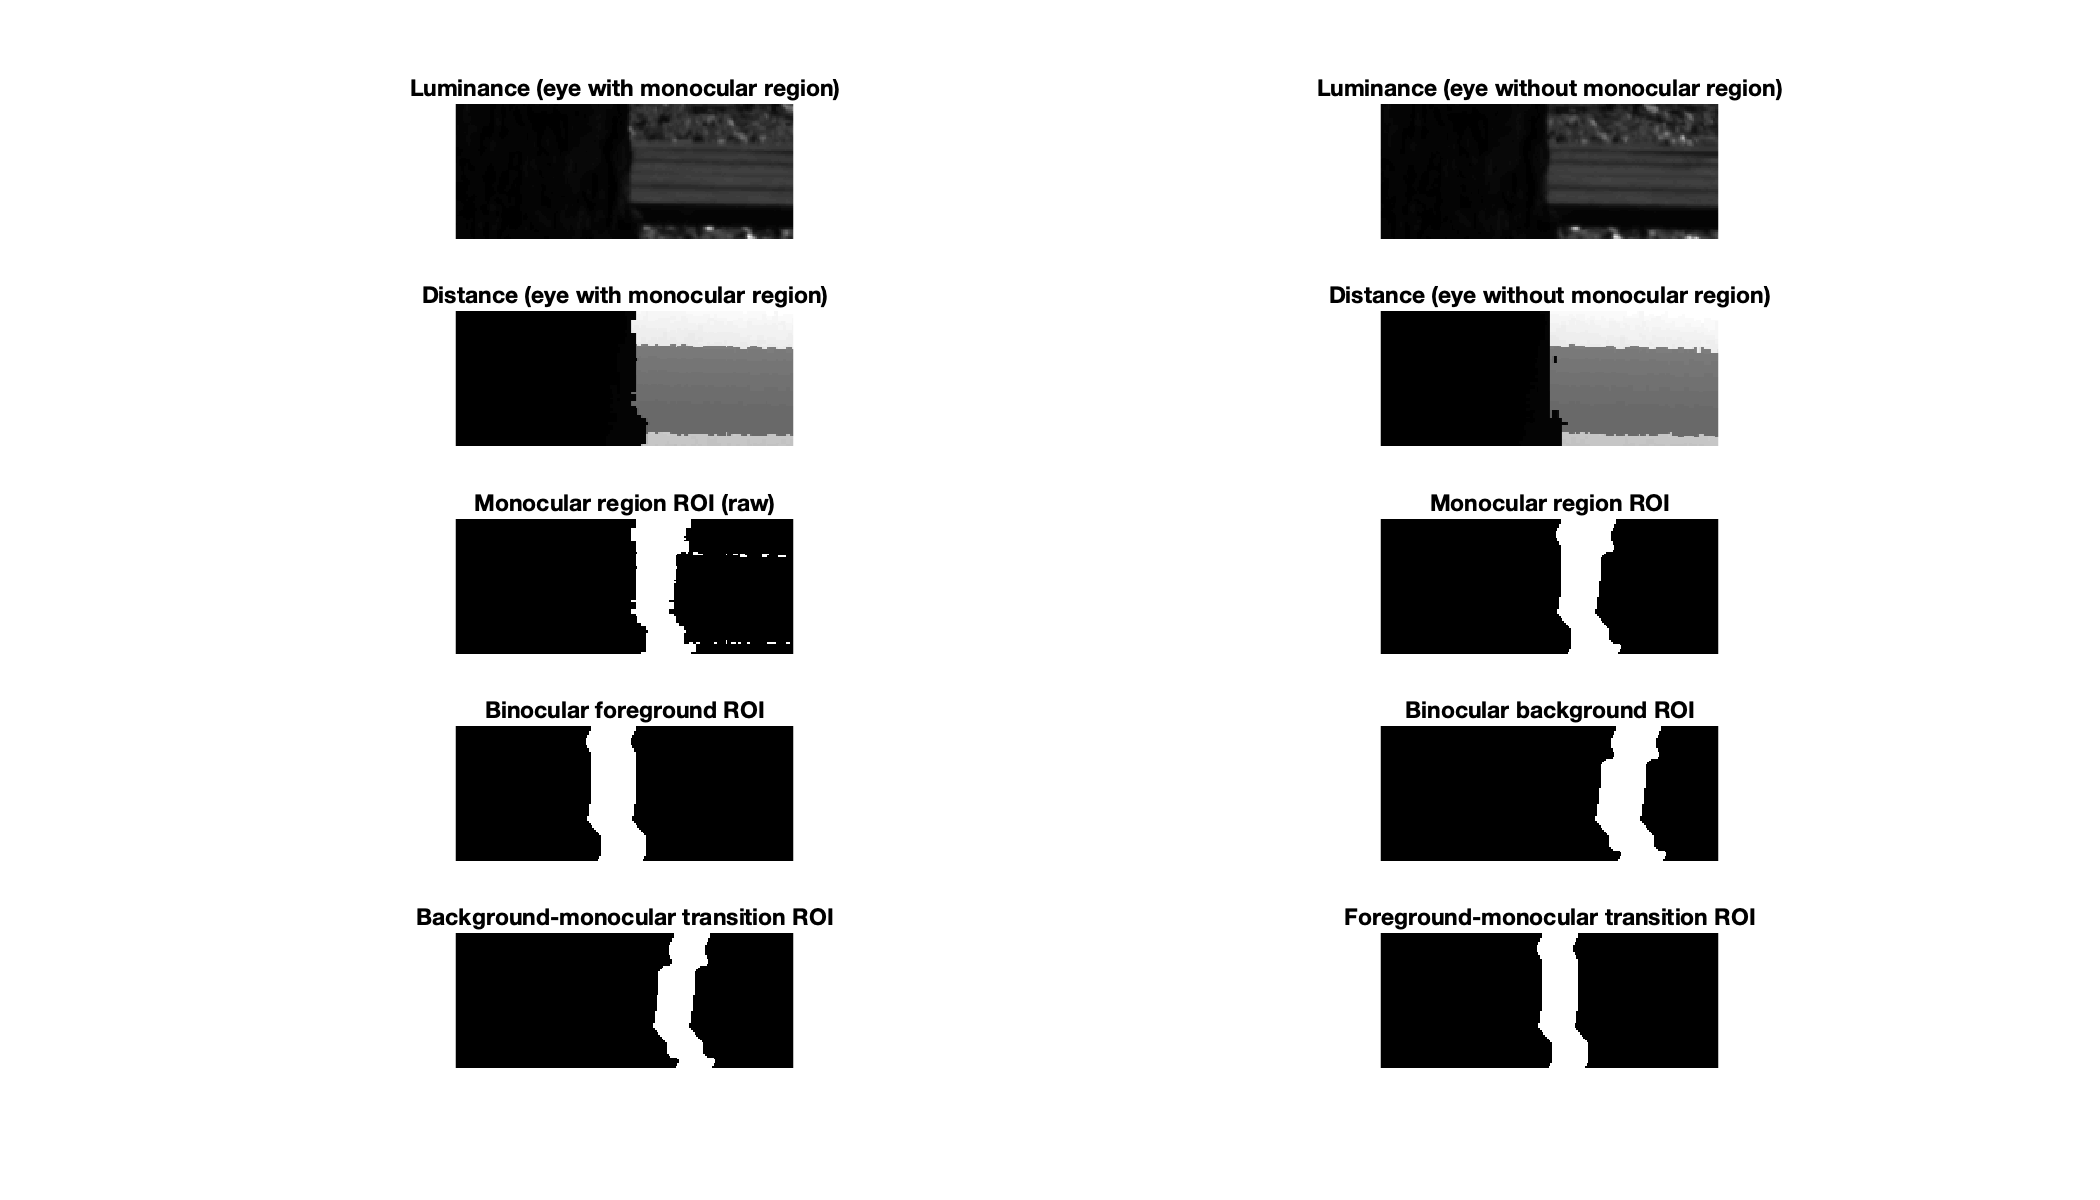 Luminance (eye with monocular region)
Luminance (eye without monocular region)
Distance (eye with monocular region)
Distance (eye without monocular region)
Monocular region ROI (raw)
Monocular region ROI
Binocular foreground ROI
Binocular background ROI
Background-monocular transition ROI
Foreground-monocular transition ROI